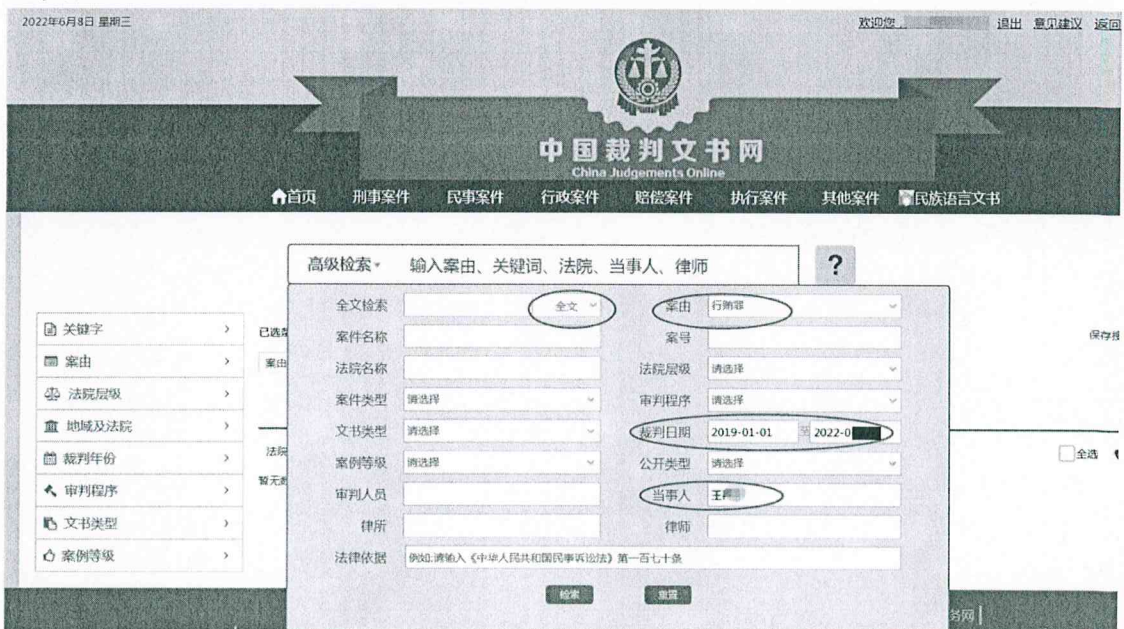 2022年6月8日 星期三
欢迎您， 退出 意见建议 返回
中国裁判文书网
China Judgements Online
首页 刑事案件 民事案件 行政案件 赔偿案件 执行案件 其他案件 民族语言文书
高级检索 输入案由、关键词、法院、当事人、律师 ?
全文检索 全文 案由 行贿罪
案件名称 案号
法院名称 法院层级 请选择
案件类型 请选择 审判程序 请选择
文书类型 请选择 裁判日期 2019-01-01 至 2022-0
案例等级 请选择 公开类型 请选择
审判人员 当事人 王
律所 律师
法律依据 例如:请输入《中华人民共和国民事诉讼法》第一百七十条
检索 重置
关键字
案由
法院层级
地域及法院
裁判年份
审判程序
文书类型
案例等级
已选
案由
法院
暂无
保存
全选
务网